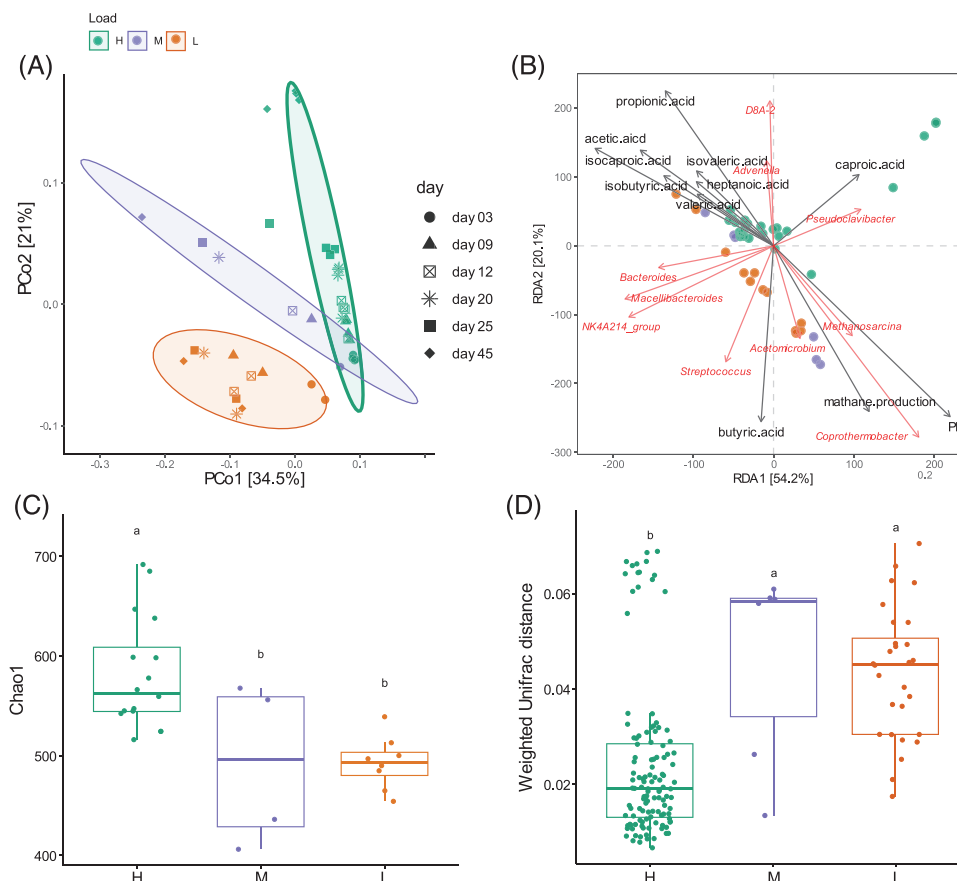 Load
H M L
(A)
PCo2 [21%]
0.1
0.0
-0.1
-0.3
-0.1
0.0
0.1
PCo1 [34.5%]
day
day 03
day 09
day 12
day 20
day 25
day 45
(B)
RDA2 [20.1%]
200
100
0
-100
-200
-300
-200
-100
0
100
200
0.2
RDA1 [54.2%]
propionic.acid
D8A-2
acetic.aicd
isocaproic.acid
isovaleric.acid
Advenella
caproic.acid
isobutyric.acid
heptanoic.acid
valeric.acid
Pseudoclavibacter
Bacteroides
Macellibacteroides
NK4A214_group
Methanosarcina
Acetomicrobium
Streptococcus
mathane.production
butyric.acid
Coprothermobacter
(C)
Chao1
700
600
500
400
a
b
b
H M L
(D)
Weighted Unifrac distance
0.06
0.04
0.02
b
a
a
H M L